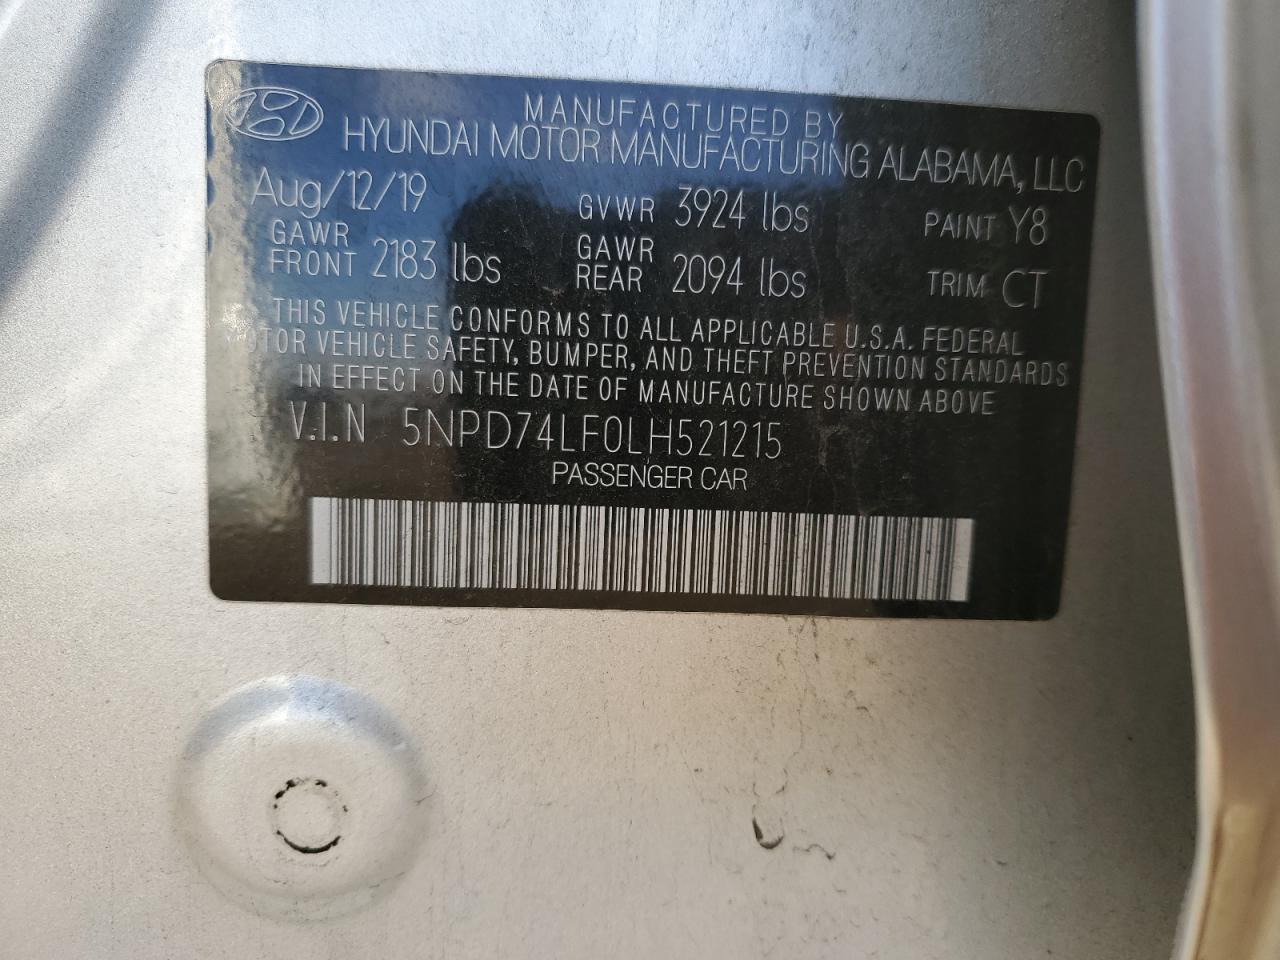 MANUFACTURED BY
HYUNDAI MOTOR MANUFACTURING ALABAMA, LLC
Aug/12/19 GVWR 3924 lbs PAINT Y8
GAWR FRONT 2183 lbs GAWR REAR 2094 lbs TRIM CT
THIS VEHICLE CONFORMS TO ALL APPLICABLE U.S.A. FEDERAL
MOTOR VEHICLE SAFETY, BUMPER, AND THEFT PREVENTION STANDARDS
IN EFFECT ON THE DATE OF MANUFACTURE SHOWN ABOVE
V.I.N 5NPD74LF0LH521215
PASSENGER CAR